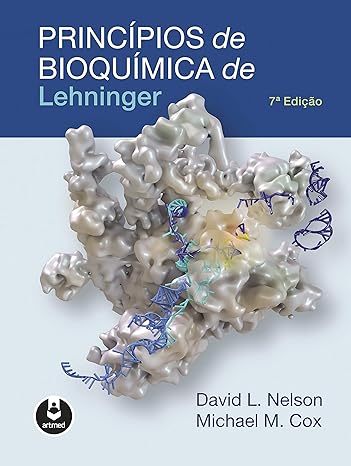 PRINCÍPIOS de
BIOQUÍMICA de
Lehninger
7ª Edição
David L. Nelson
Michael M. Cox
artmed